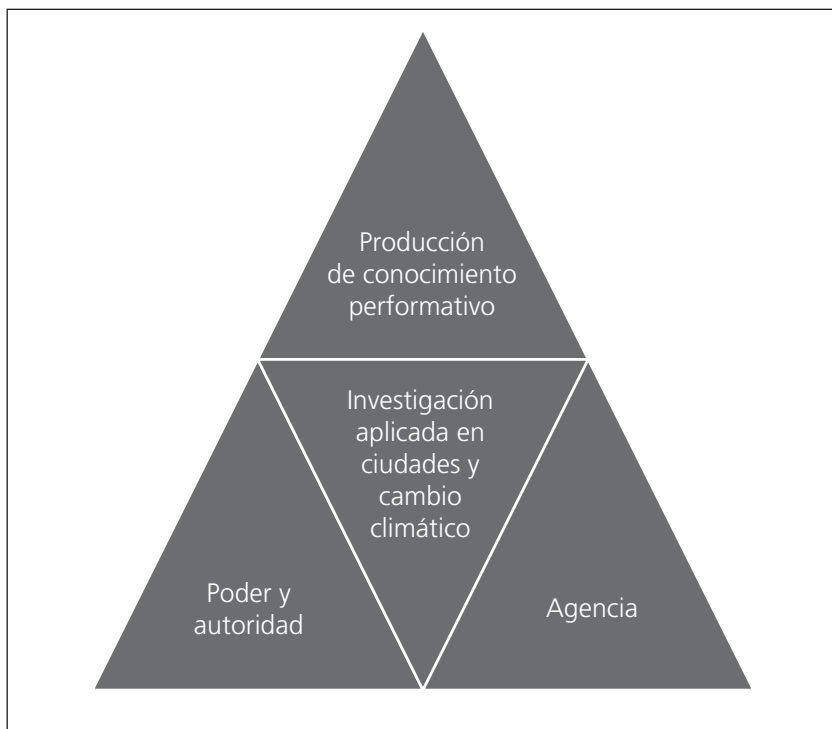 Producción
de conocimiento
performativo
Investigación
aplicada en
ciudades y
cambio
climático
Poder y
autoridad
Agencia